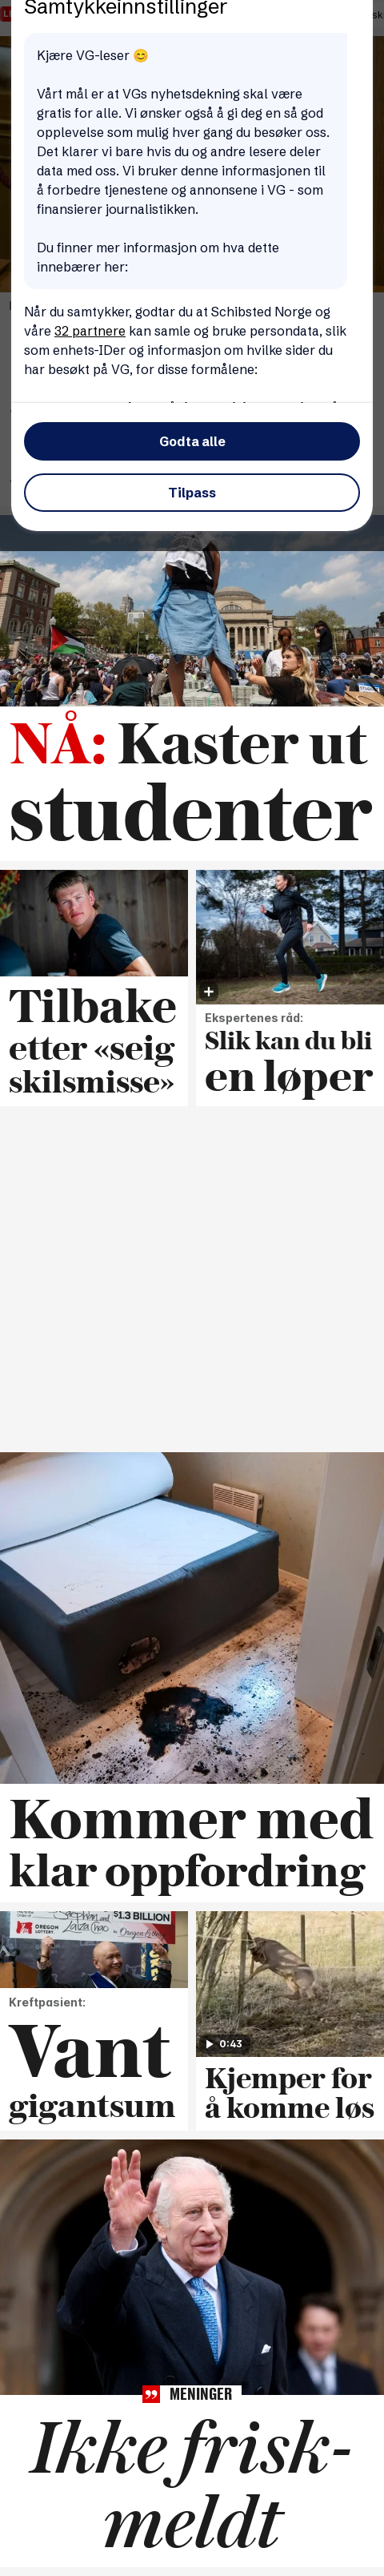 Samtykkeinnstillinger
Kjære VG-leser 😊
Vårt mål er at VGs nyhetsdekning skal være
gratis for alle. Vi ønsker også å gi deg en så god
opplevelse som mulig hver gang du besøker oss.
Det klarer vi bare hvis du og andre lesere deler
data med oss. Vi bruker denne informasjonen til
å forbedre tjenestene og annonsene i VG - som
finansierer journalistikken.
Du finner mer informasjon om hva dette
innebærer her:
Når du samtykker, godtar du at Schibsted Norge og
våre 32 partnere kan samle og bruke persondata, slik
som enhets-IDer og informasjon om hvilke sider du
har besøkt på VG, for disse formålene:
Godta alle
Tilpass
NÅ: Kaster ut
studenter
Tilbake
etter «seig
skilsmisse»
Ekspertenes råd:
Slik kan du bli
en løper
Kommer med
klar oppfordring
$1.3 BILLION
OREGON
LOTTERY
Kreftpasient:
Vant
gigantsum
0:43
Kjemper for
å komme løs
MENINGER
Ikke frisk-
meldt